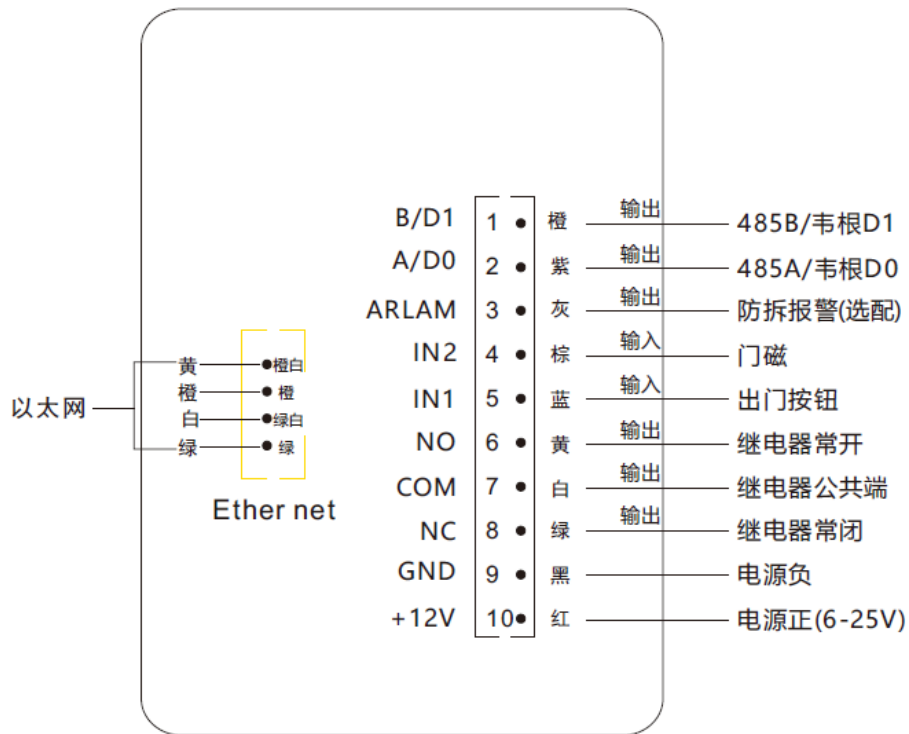 B/D1 1 橙 输出 485B/韦根D1
A/D0 2 紫 输出 485A/韦根D0
ARLAM 3 灰 输出 防拆报警(选配)
IN2 4 棕 输入 门磁
IN1 5 蓝 输入 出门按钮
NO 6 黄 输出 继电器常开
COM 7 白 输出 继电器公共端
NC 8 绿 输出 继电器常闭
GND 9 黑 电源负
+12V 10 红 电源正(6-25V)
以太网
黄 橙白
橙 橙
白 绿白
绿 绿
Ether net